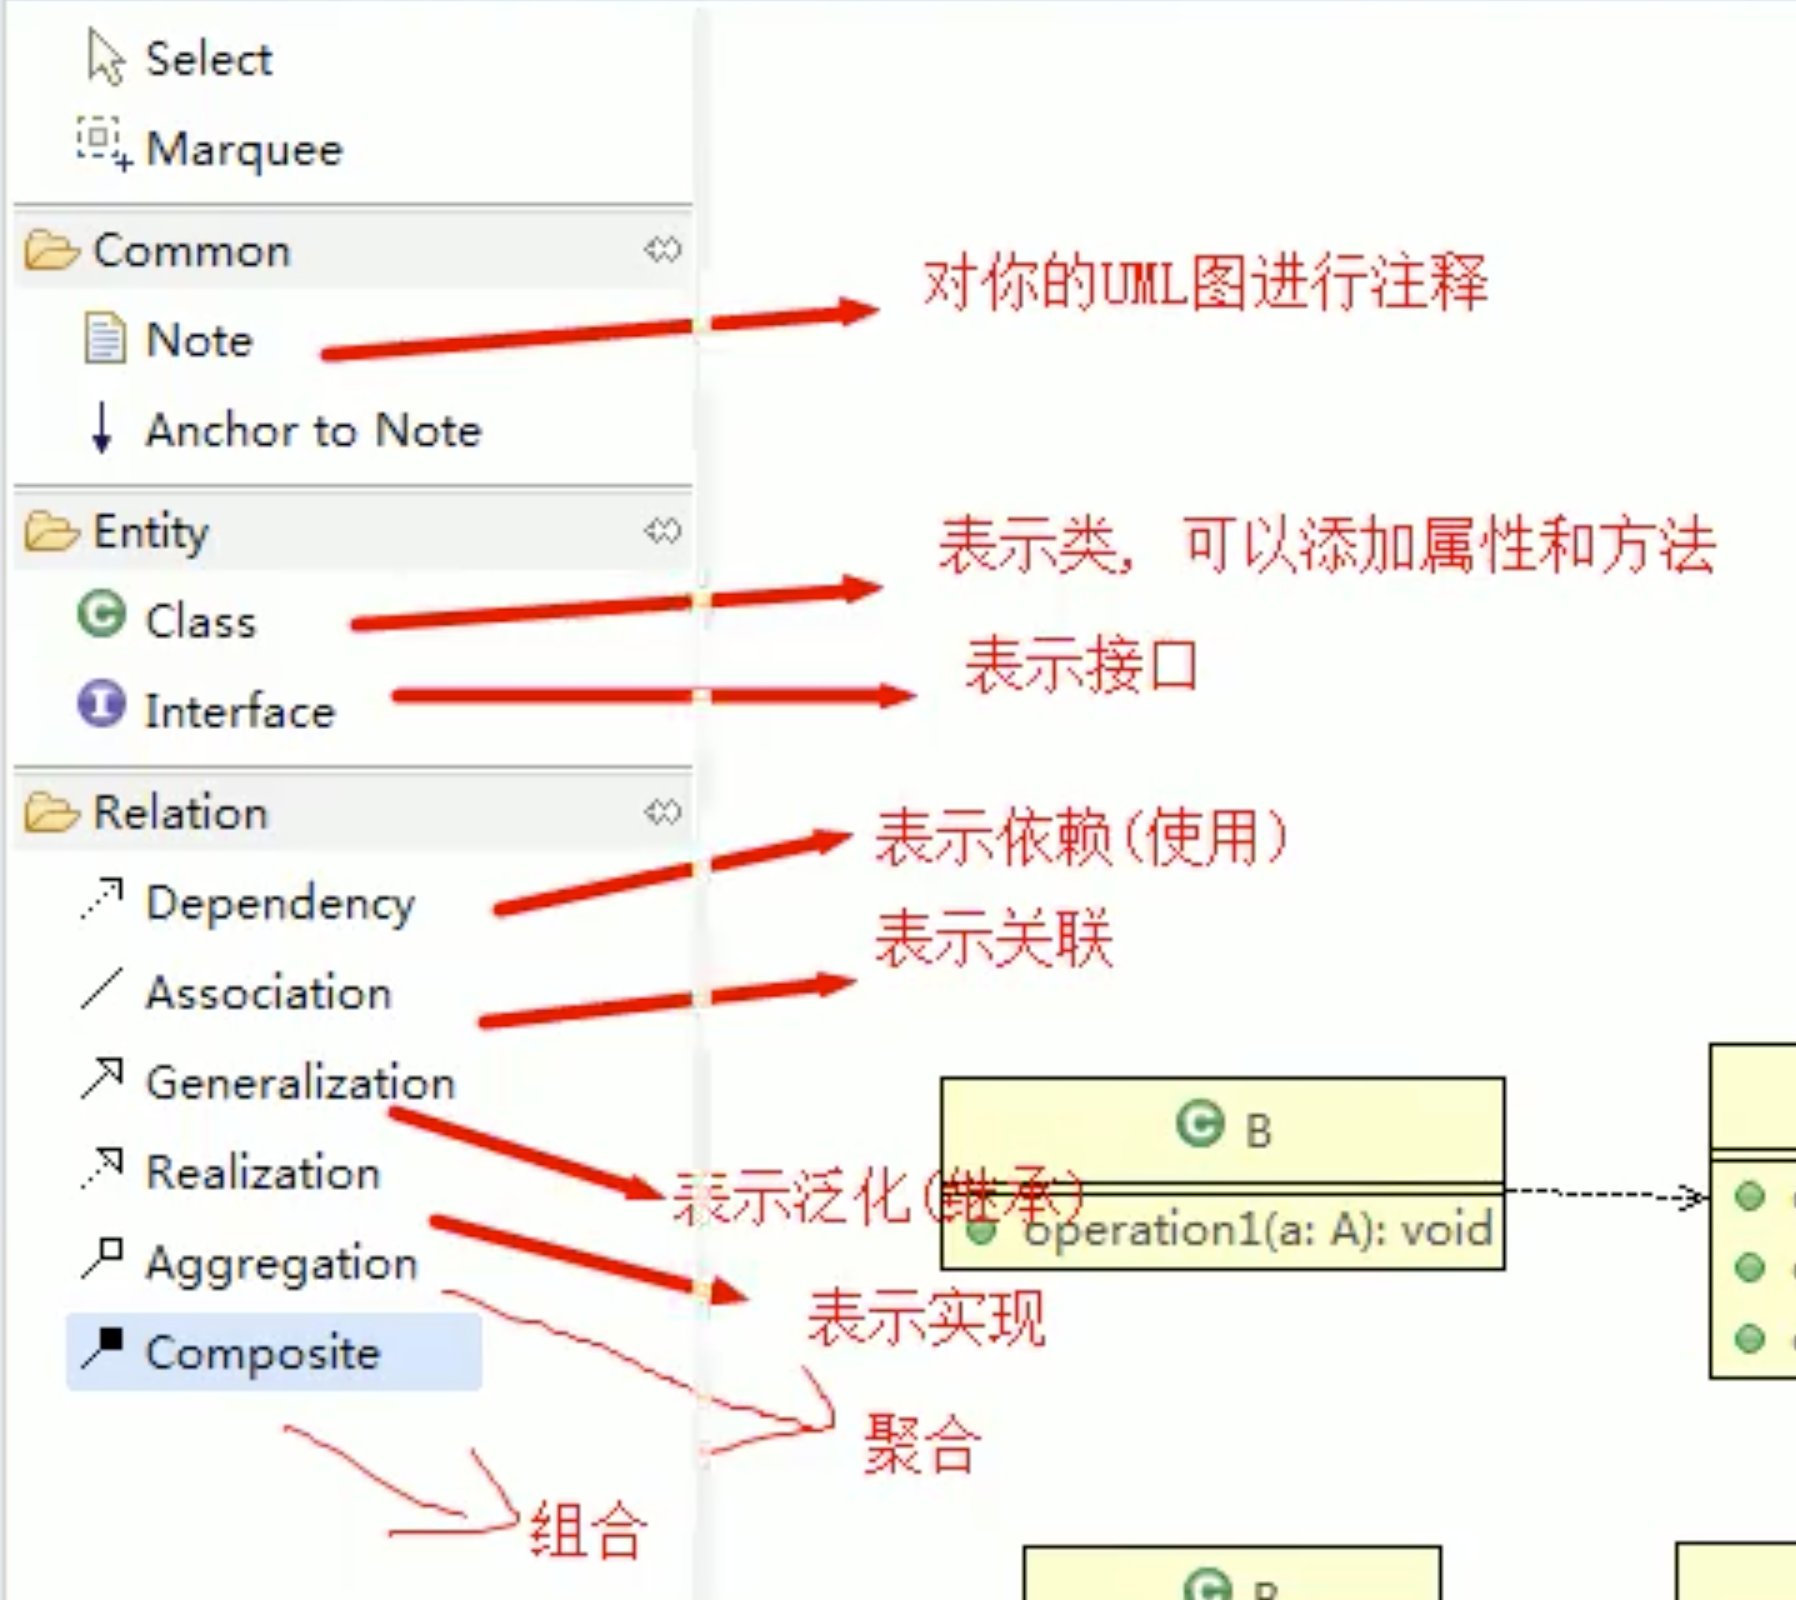 Select
Marquee
Common
对你的UML图进行注释
Note
Anchor to Note
Entity
表示类, 可以添加属性和方法
Class
表示接口
Interface
Relation
表示依赖(使用)
Dependency
表示关联
Association
Generalization
B
Realization
表示泛化(继承)
operation1(a: A): void
Aggregation
表示实现
Composite
聚合
组合